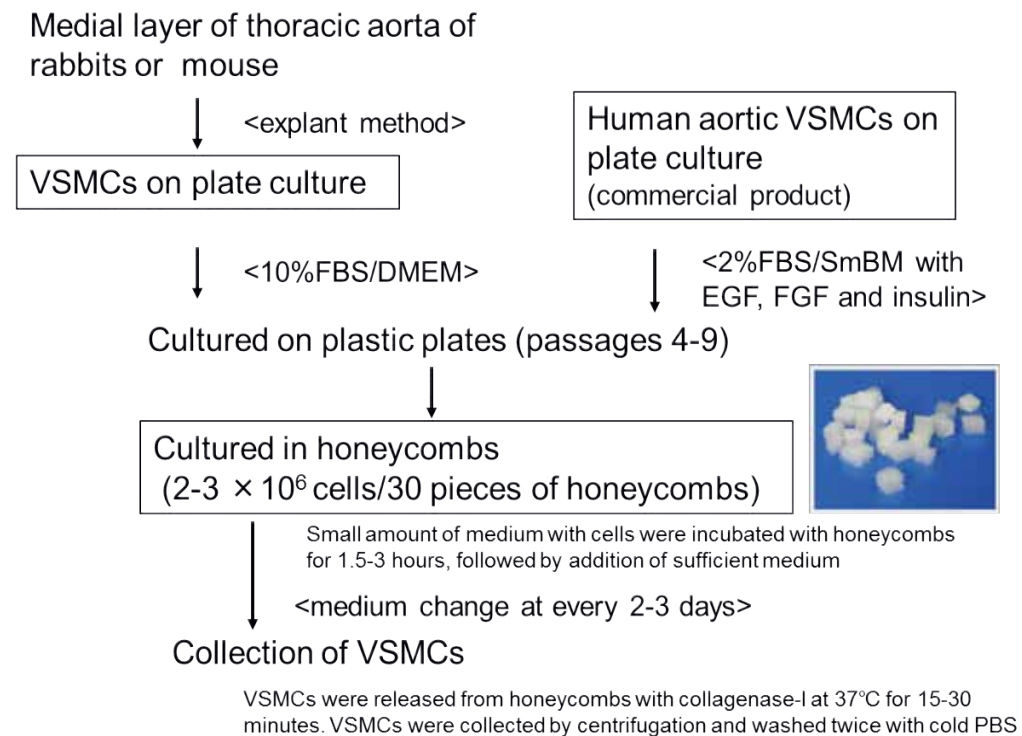 Medial layer of thoracic aorta of
rabbits or mouse
<explant method>
VSMCs on plate culture
Human aortic VSMCs on
plate culture
(commercial product)
<10%FBS/DMEM>
<2%FBS/SmBM with
EGF, FGF and insulin>
Cultured on plastic plates (passages 4-9)
Cultured in honeycombs
(2-3 × 10⁶ cells/30 pieces of honeycombs)
Small amount of medium with cells were incubated with honeycombs
for 1.5-3 hours, followed by addition of sufficient medium
<medium change at every 2-3 days>
Collection of VSMCs
VSMCs were released from honeycombs with collagenase-I at 37°C for 15-30
minutes. VSMCs were collected by centrifugation and washed twice with cold PBS